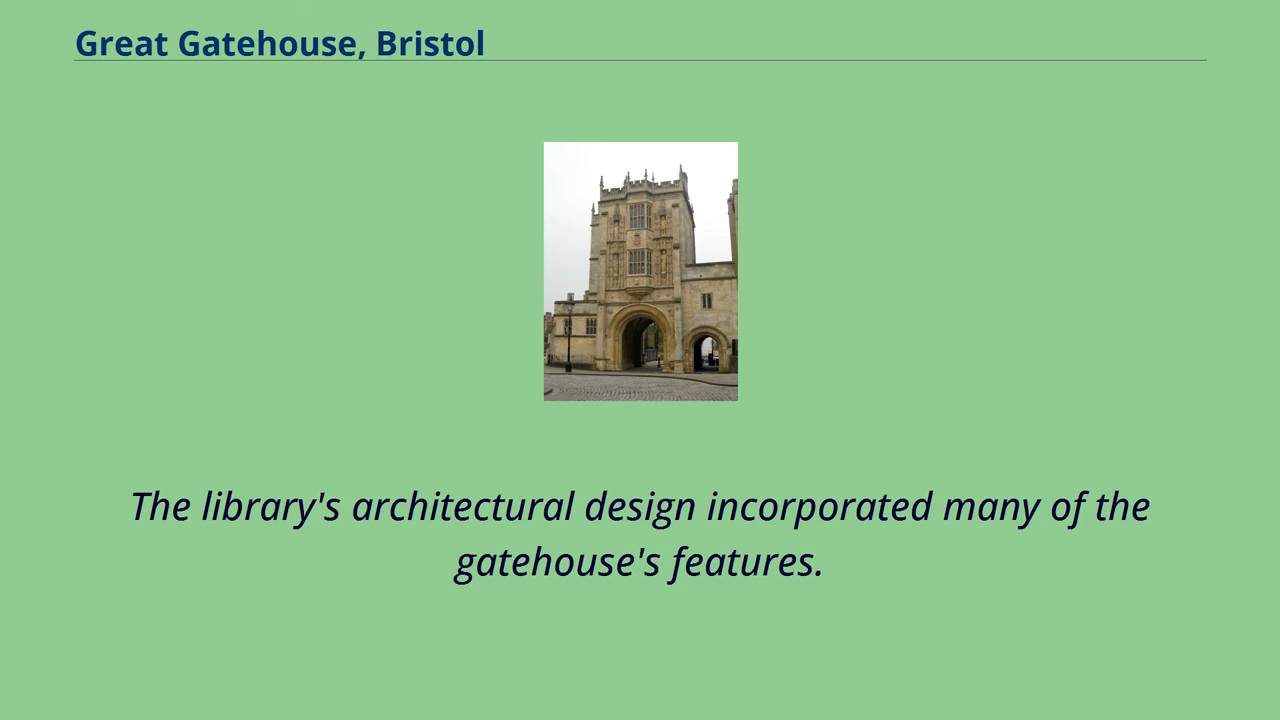 Great Gatehouse, Bristol
The library's architectural design incorporated many of the
gatehouse's features.